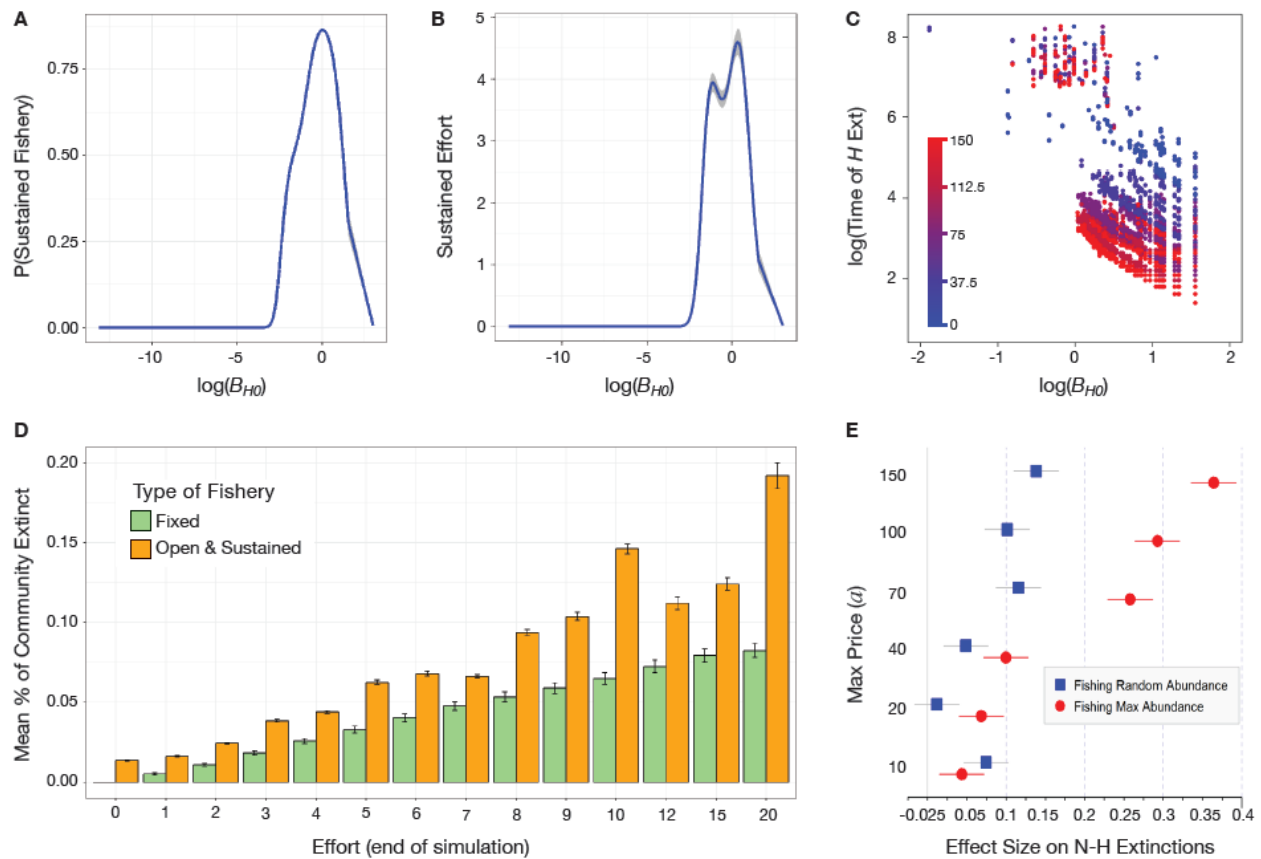 A
B
C
P(Sustained Fishery)
0.75
0.50
0.25
0.00
-10
-5
0
log(B_H0)
Sustained Effort
5
4
3
2
1
0
-10
-5
0
log(B_H0)
log(Time of H Ext)
8
6
4
2
150
112.5
75
37.5
0
-2
-1
0
1
2
log(B_H0)
D
Mean % of Community Extinct
0.20
0.15
0.10
0.05
0.00
Type of Fishery
Fixed
Open & Sustained
0 1 2 3 4 5 6 7 8 9 10 12 15 20
Effort (end of simulation)
E
Max Price (a)
150
100
70
40
20
10
Fishing Random Abundance
Fishing Max Abundance
-0.025 0.05 0.1 0.15 0.2 0.25 0.3 0.35 0.4
Effect Size on N-H Extinctions